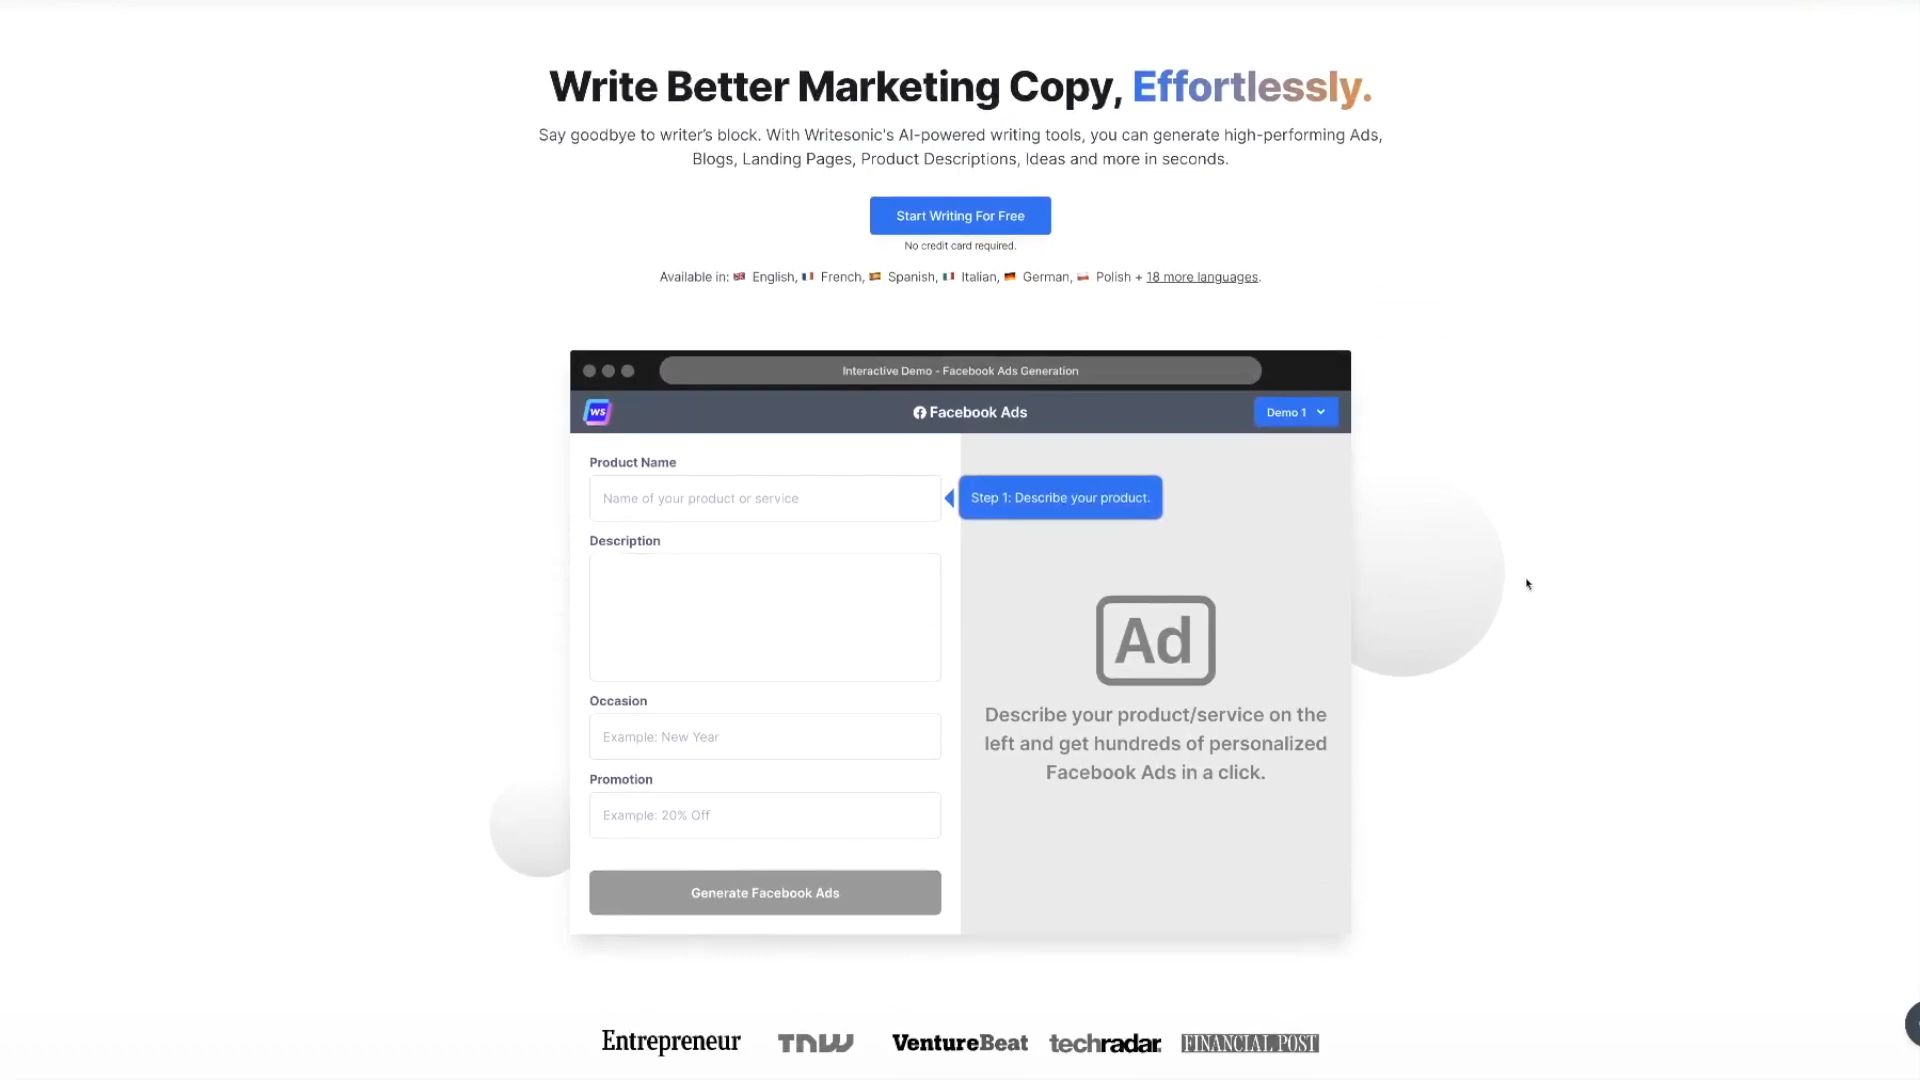 Write Better Marketing Copy, Effortlessly.
Say goodbye to writer's block. With Writesonic's AI-powered writing tools, you can generate high-performing Ads,
Blogs, Landing Pages, Product Descriptions, Ideas and more in seconds.
Start Writing For Free
No credit card required.
Available in: English, French, Spanish, Italian, German, Polish + 18 more languages.
Interactive Demo - Facebook Ads Generation
WS
Facebook Ads
Demo 1
Product Name
Name of your product or service
Step 1: Describe your product.
Description
Occasion
Example: New Year
Promotion
Example: 20% Off
Generate Facebook Ads
Ad
Describe your product/service on the
left and get hundreds of personalized
Facebook Ads in a click.
Entrepreneur
TNW
VentureBeat
techradar.
FINANCIAL POST